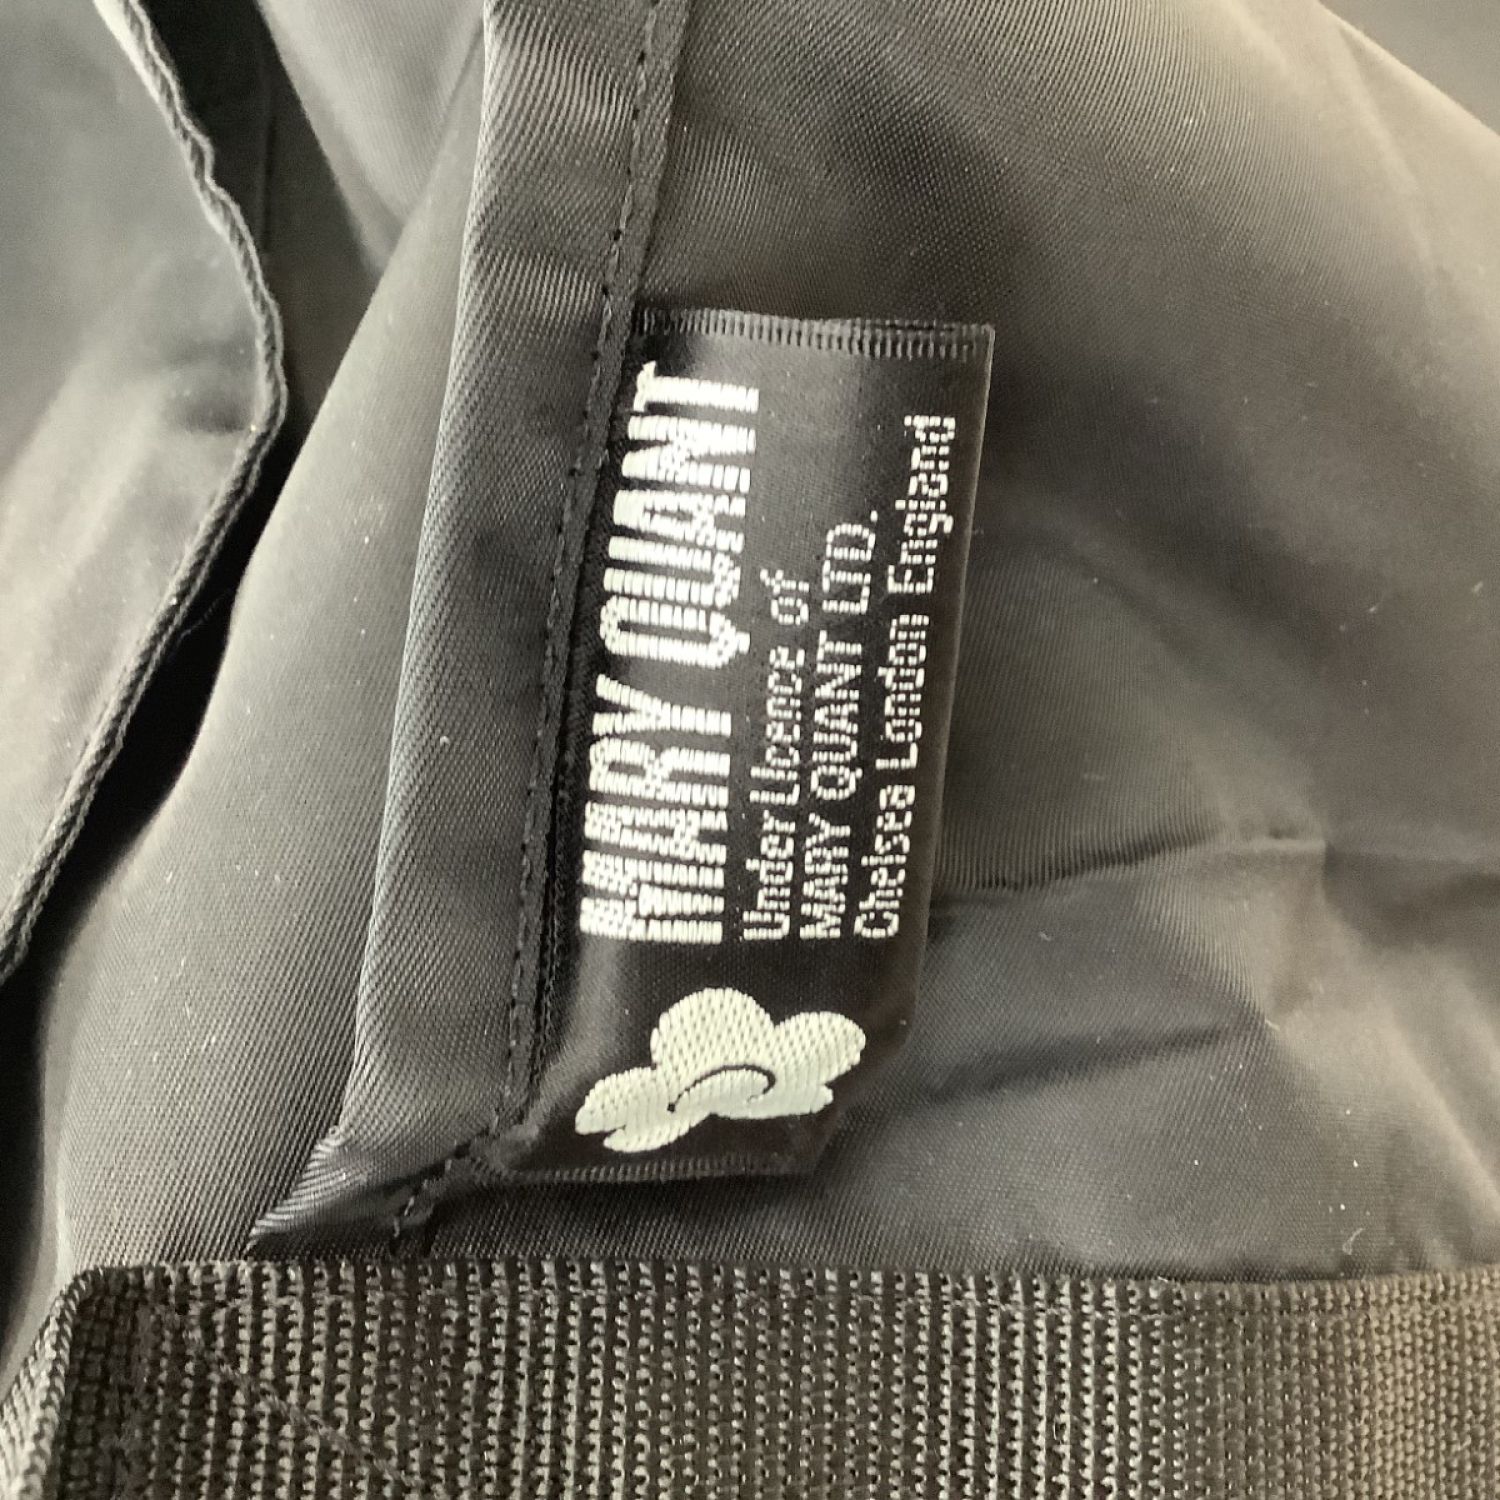 MARY QUANT
Under Licence of
MARY QUANT LTD.
Chelsea London England